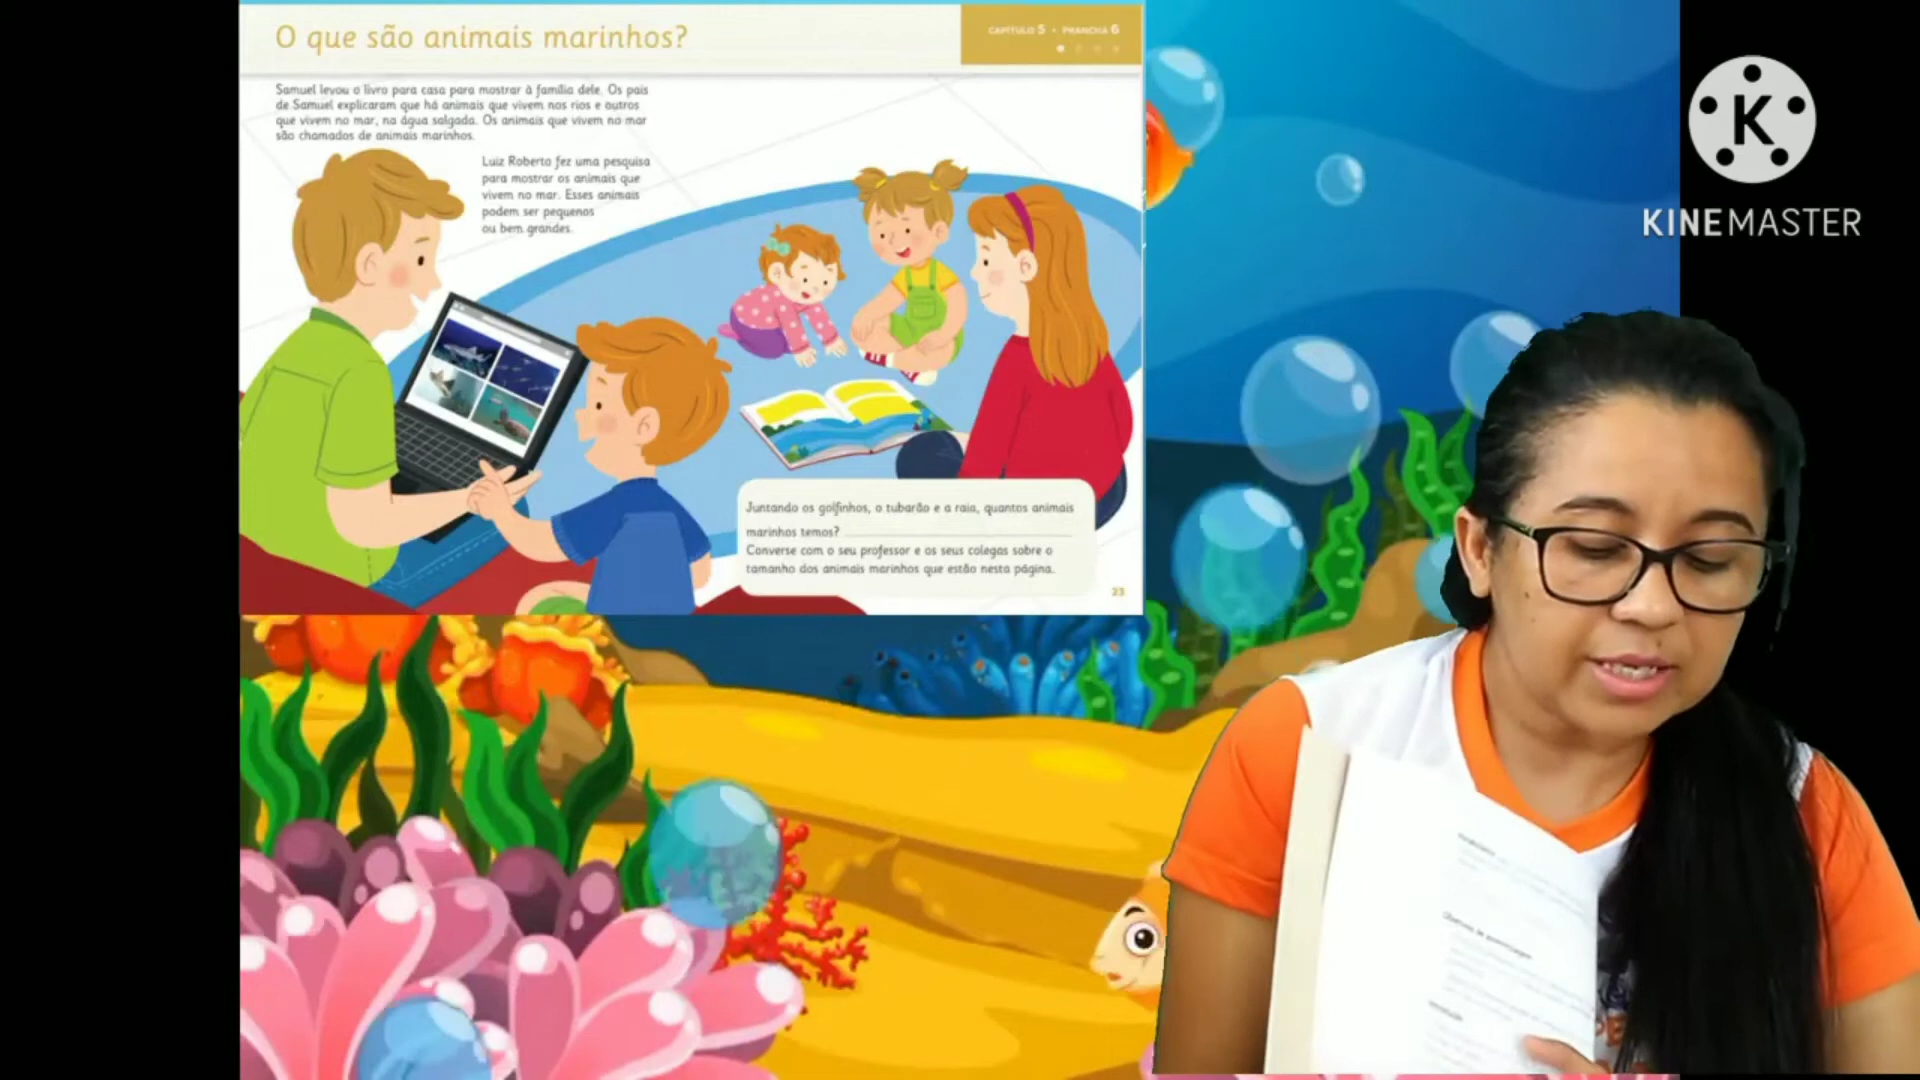 O que são animais marinhos?
CAPÍTULO 5 • PRANCHA 6
Samuel levou o livro para casa para mostrar à família dele. Os pais
de Samuel explicaram que há animais que vivem nos rios e outros
que vivem no mar, na água salgada. Os animais que vivem no mar
são chamados de animais marinhos.
Luiz Roberto fez uma pesquisa
para mostrar os animais que
vivem no mar. Esses animais
podem ser pequenos
ou bem grandes.
Juntando os golfinhos, o tubarão e a raia, quantos animais
marinhos temos?
Converse com o seu professor e os seus colegas sobre o
tamanho dos animais marinhos que estão nesta página.
23
K
KINEMASTER